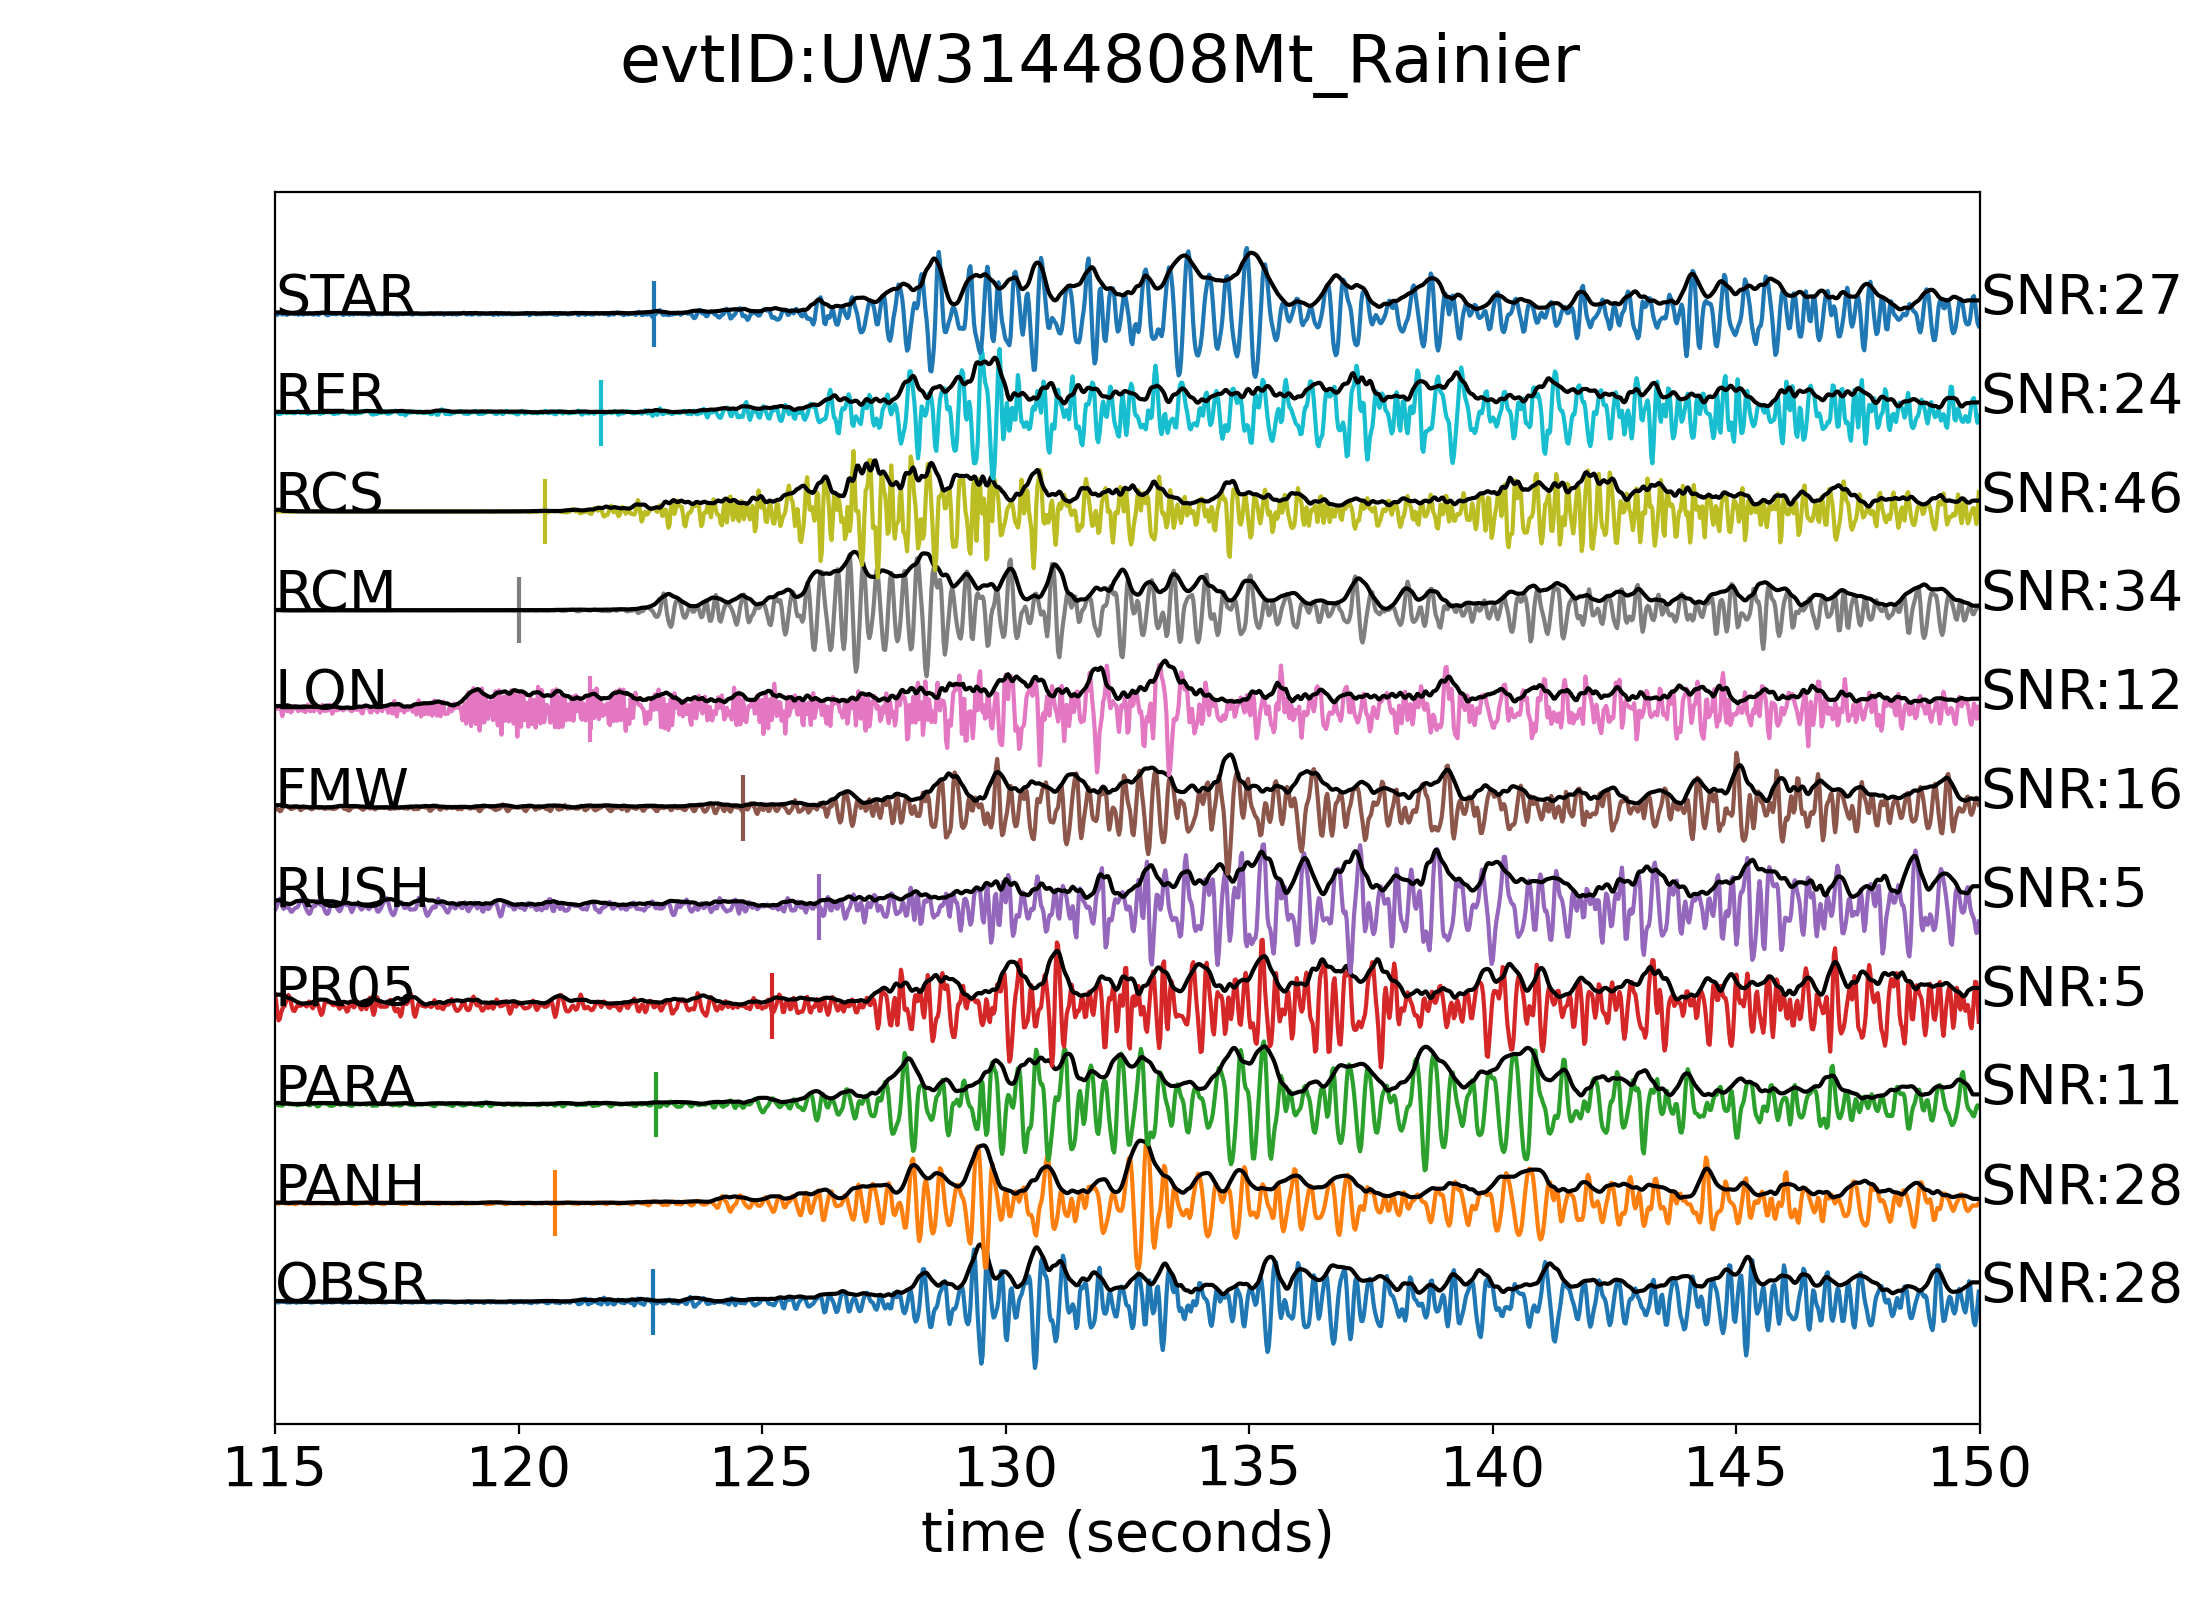 evtID:UW3144808Mt_Rainier
STAR SNR:27
RER SNR:24
RCS SNR:46
RCM SNR:34
LON SNR:12
FMW SNR:16
RUSH SNR:5
PR05 SNR:5
PARA SNR:11
PANH SNR:28
OBSR SNR:28
115 120 125 130 135 140 145 150
time (seconds)